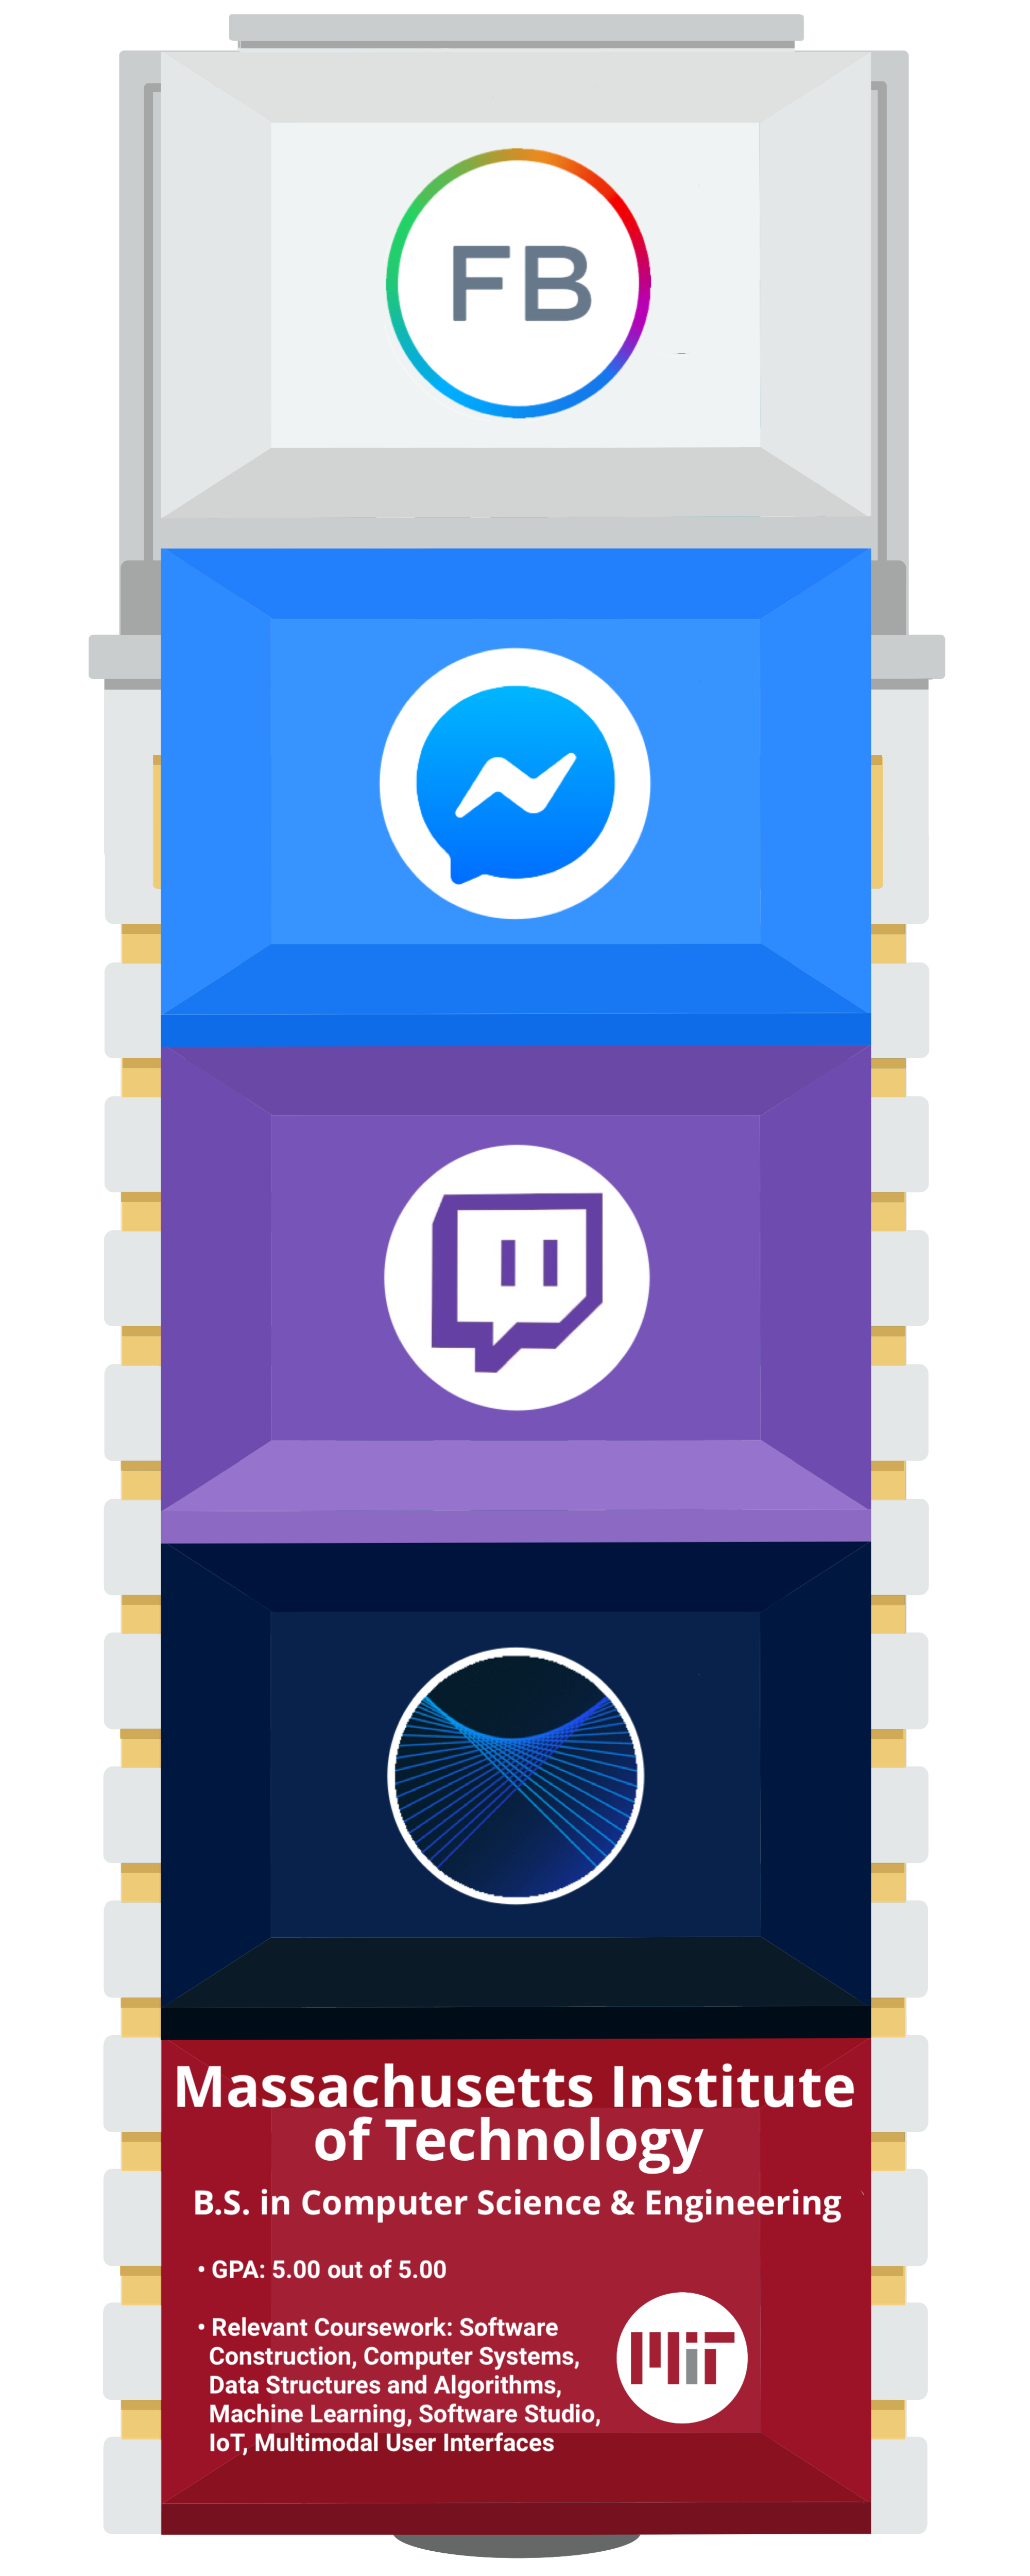 FB
Massachusetts Institute
of Technology
B.S. in Computer Science & Engineering
• GPA: 5.00 out of 5.00
• Relevant Coursework: Software
Construction, Computer Systems,
Data Structures and Algorithms,
Machine Learning, Software Studio,
IoT, Multimodal User Interfaces
MIT